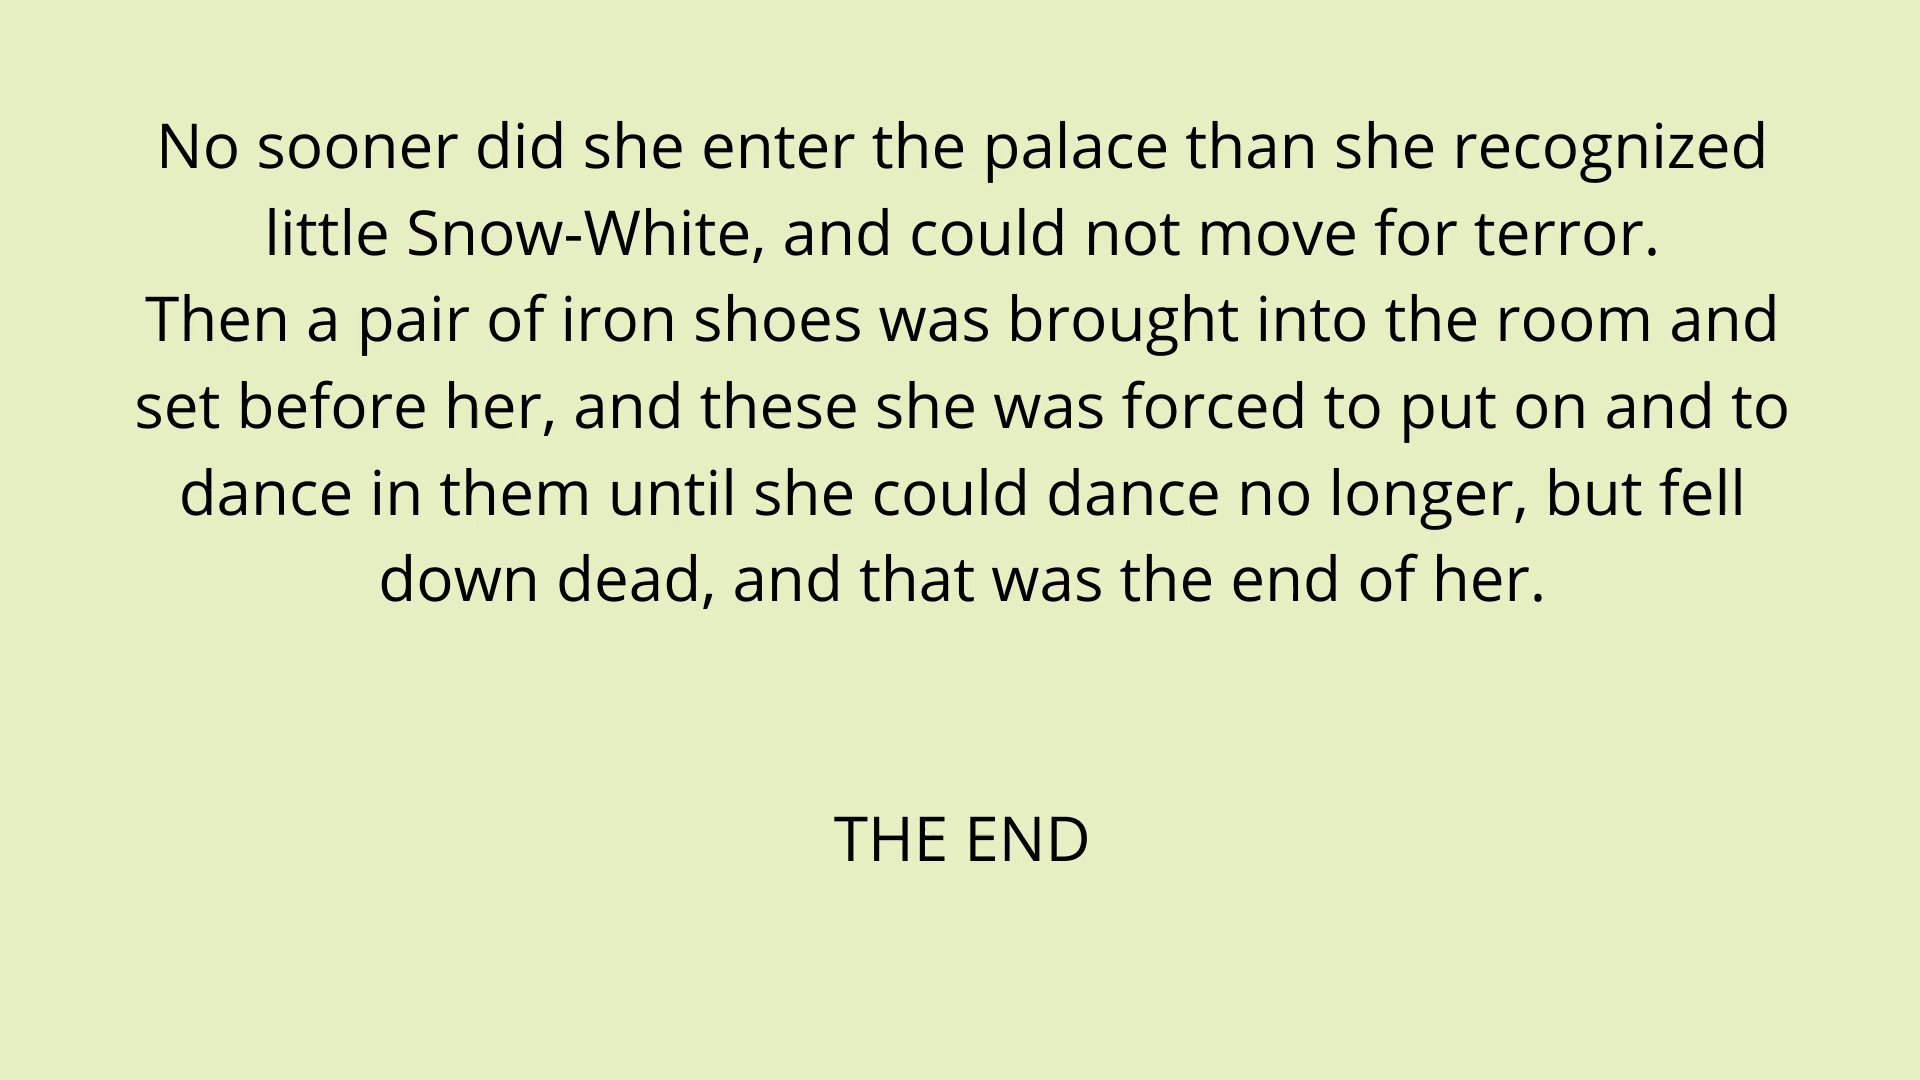 No sooner did she enter the palace than she recognized
little Snow-White, and could not move for terror.
Then a pair of iron shoes was brought into the room and
set before her, and these she was forced to put on and to
dance in them until she could dance no longer, but fell
down dead, and that was the end of her.
THE END